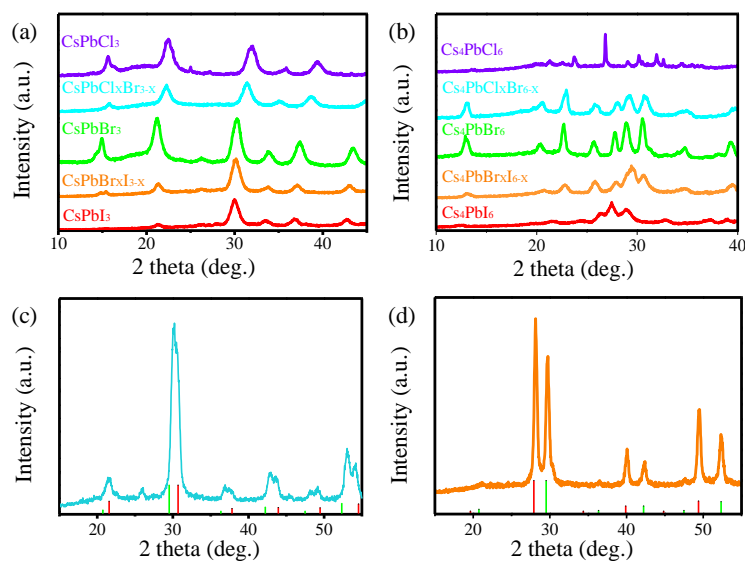 (a)
CsPbCl3
CsPbClxBr3-x
CsPbBr3
CsPbBrxI3-x
CsPbI3
Intensity (a.u.)
10 20 30 40
2 theta (deg.)
(b)
Cs4PbCl6
Cs4PbClxBr6-x
Cs4PbBr6
Cs4PbBrxI6-x
Cs4PbI6
Intensity (a.u.)
10 20 30 40
2 theta (deg.)
(c)
Intensity (a.u.)
20 30 40 50
2 theta (deg.)
(d)
Intensity (a.u.)
20 30 40 50
2 theta (deg.)